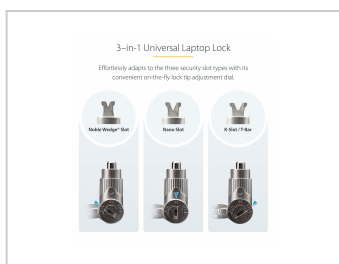 3–in-1 Universal Laptop Lock
Effortlessly adapts to the three security slot types with its
convenient on-the-fly lock tip adjustment dial.
Noble Wedge® Slot
Nano Slot
K-Slot / T-Bar